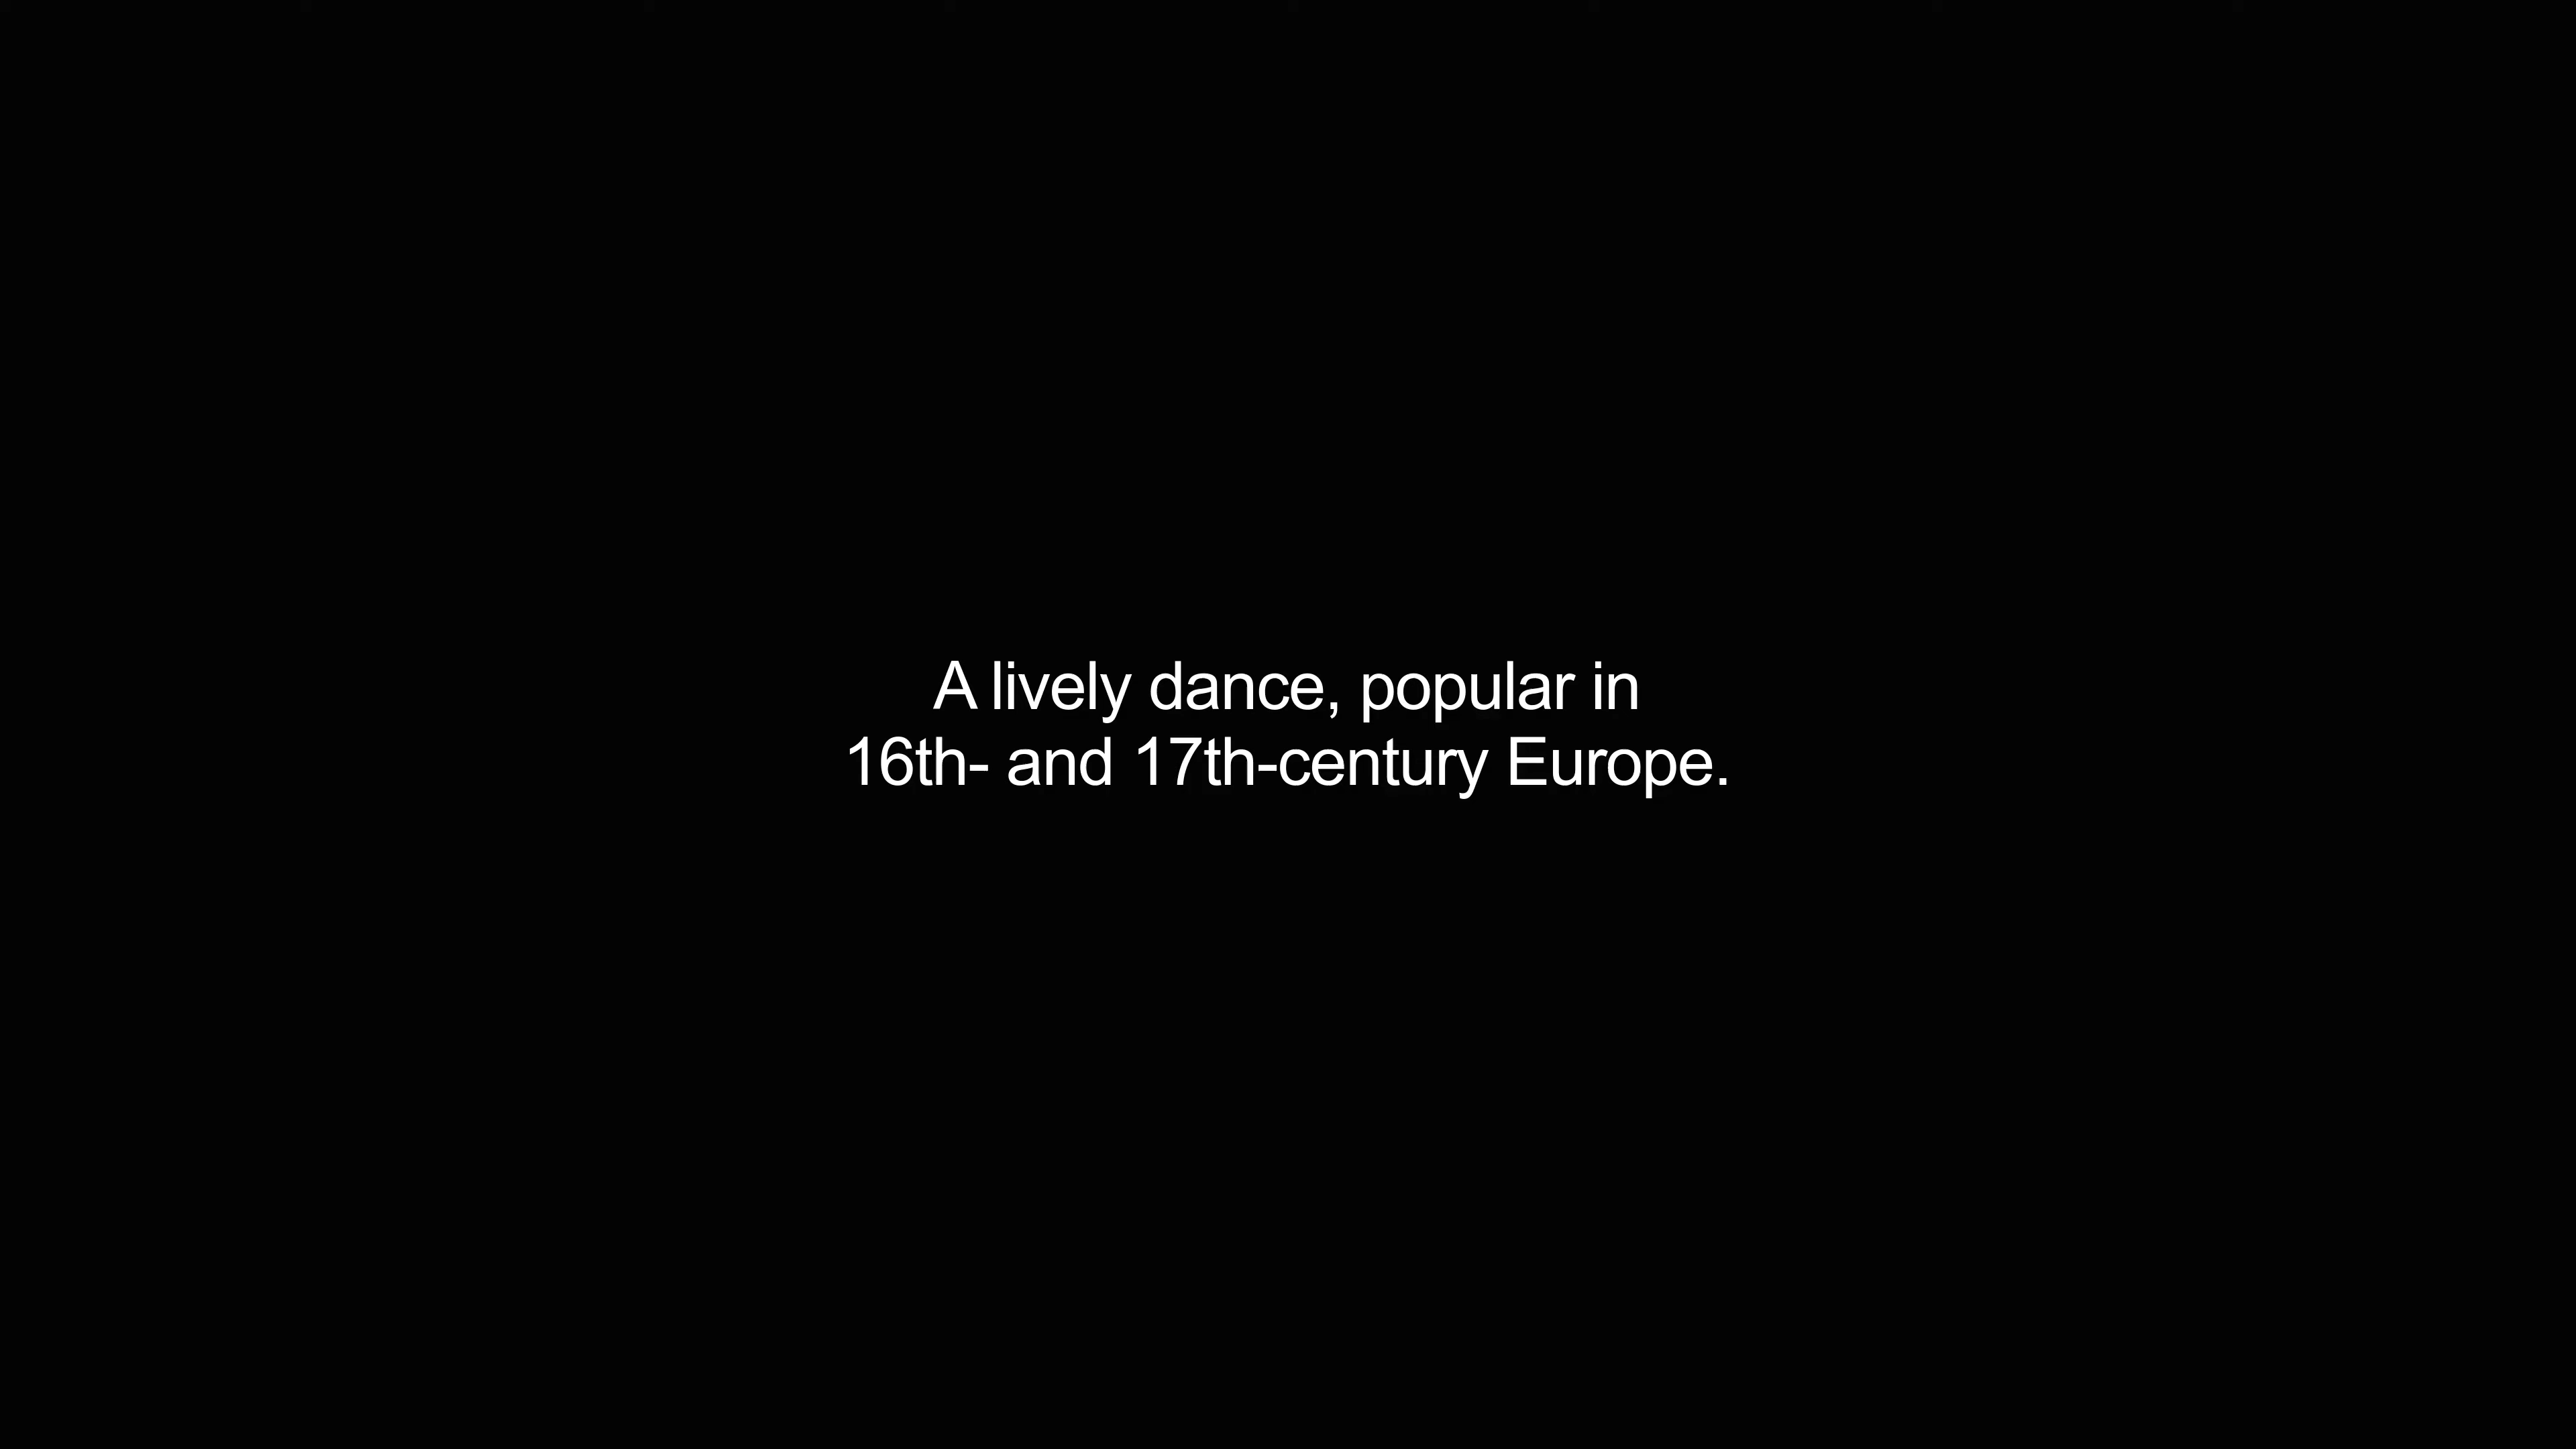 A lively dance, popular in
16th- and 17th-century Europe.